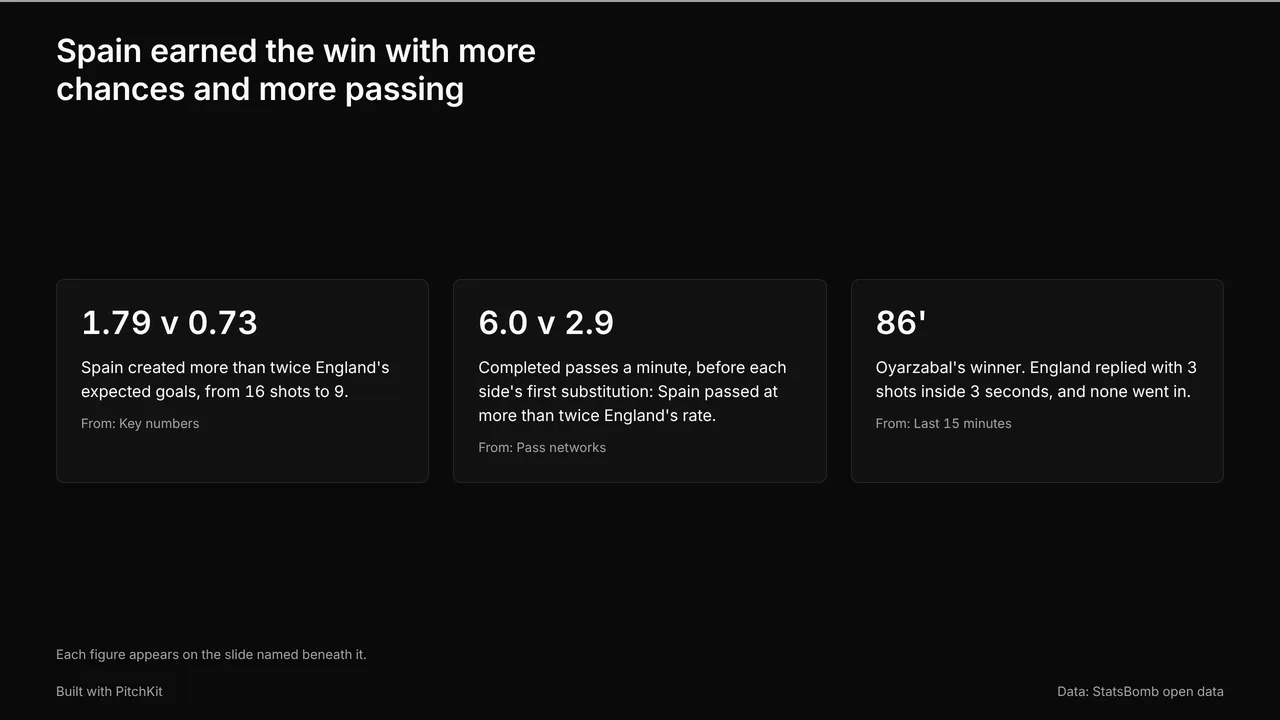 Spain earned the win with more
chances and more passing
1.79 v 0.73
Spain created more than twice England's
expected goals, from 16 shots to 9.
From: Key numbers
6.0 v 2.9
Completed passes a minute, before each
side's first substitution: Spain passed at
more than twice England's rate.
From: Pass networks
86'
Oyarzabal's winner. England replied with 3
shots inside 3 seconds, and none went in.
From: Last 15 minutes
Each figure appears on the slide named beneath it.
Built with PitchKit
Data: StatsBomb open data